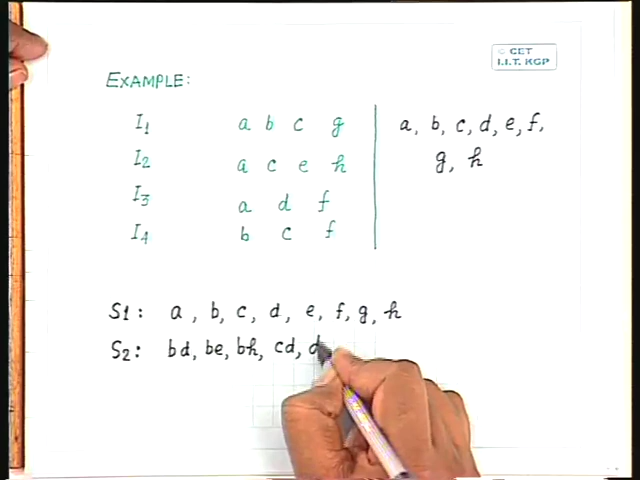 © CET
I.I.T. KGP
EXAMPLE:
I1 a b c g a, b, c, d, e, f,
I2 a c e h g, h
I3 a d f
I4 b c f
S1: a, b, c, d, e, f, g, h
S2: bd, be, bh, cd, d